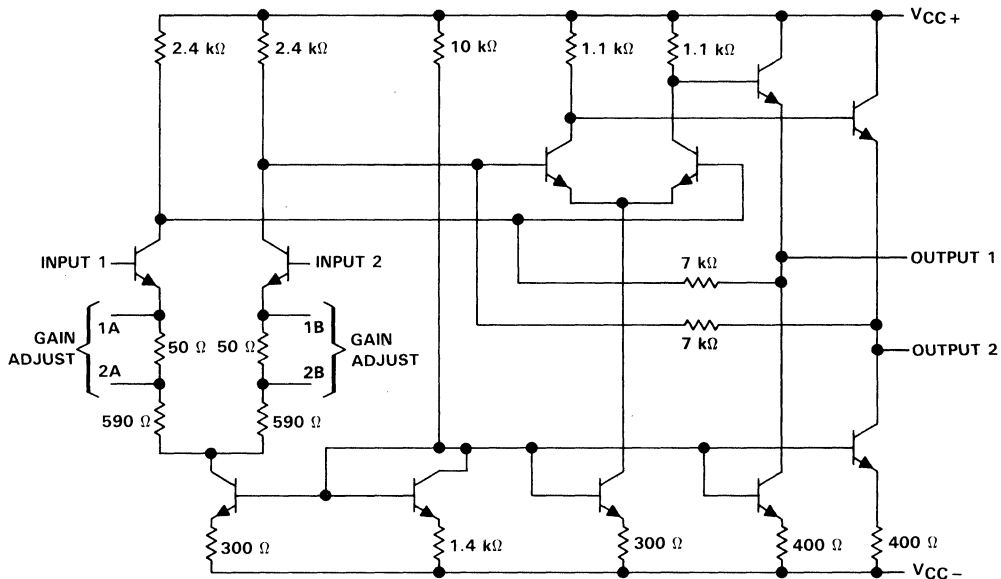 VCC+
2.4 kΩ
2.4 kΩ
10 kΩ
1.1 kΩ
1.1 kΩ
INPUT 1
INPUT 2
7 kΩ
OUTPUT 1
1A
1B
GAIN
ADJUST
50 Ω
50 Ω
GAIN
ADJUST
7 kΩ
OUTPUT 2
2A
2B
590 Ω
590 Ω
300 Ω
1.4 kΩ
300 Ω
400 Ω
400 Ω
VCC−